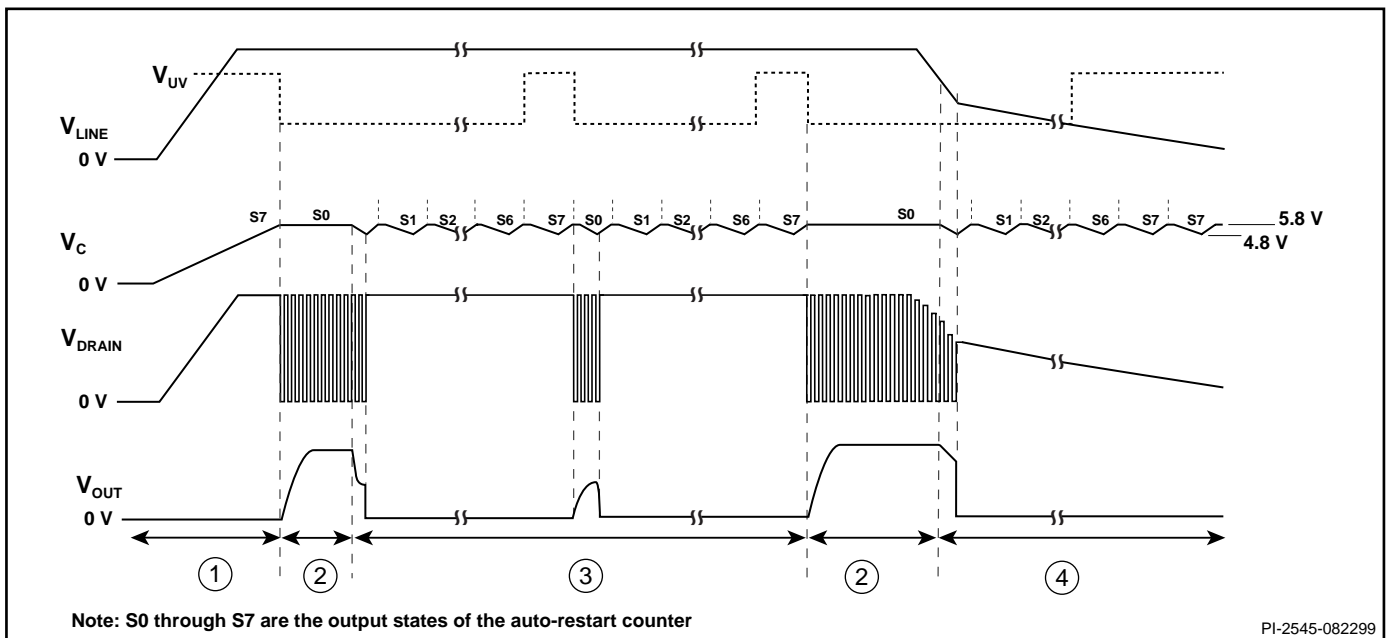 V_UV
V_LINE
0 V
S7 S0 S1 S2 S6 S7 S0 S1 S2 S6 S7 S0 S1 S2 S6 S7 S7
5.8 V
4.8 V
V_C
0 V
V_DRAIN
0 V
V_OUT
0 V
1 2 3 2 4
Note: S0 through S7 are the output states of the auto-restart counter
PI-2545-082299